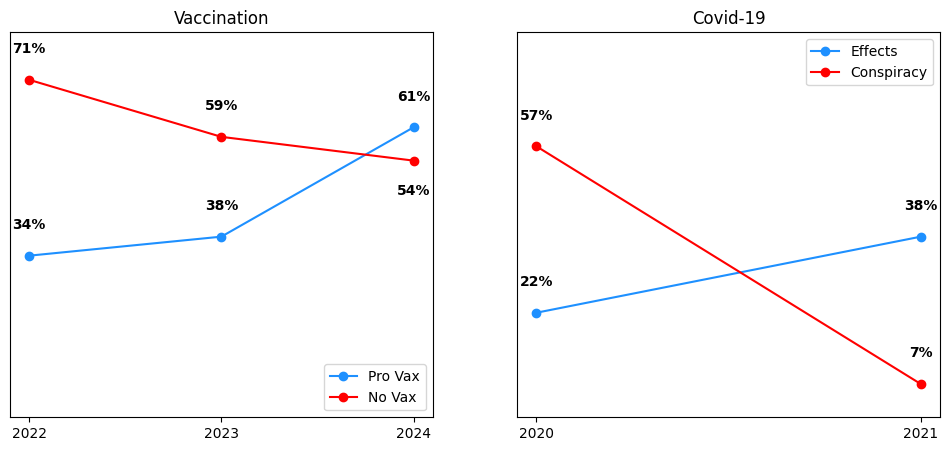 Vaccination
71%
59%
61%
54%
38%
34%
Pro Vax
No Vax
2022 2023 2024
Covid-19
Effects
Conspiracy
57%
38%
22%
7%
2020 2021